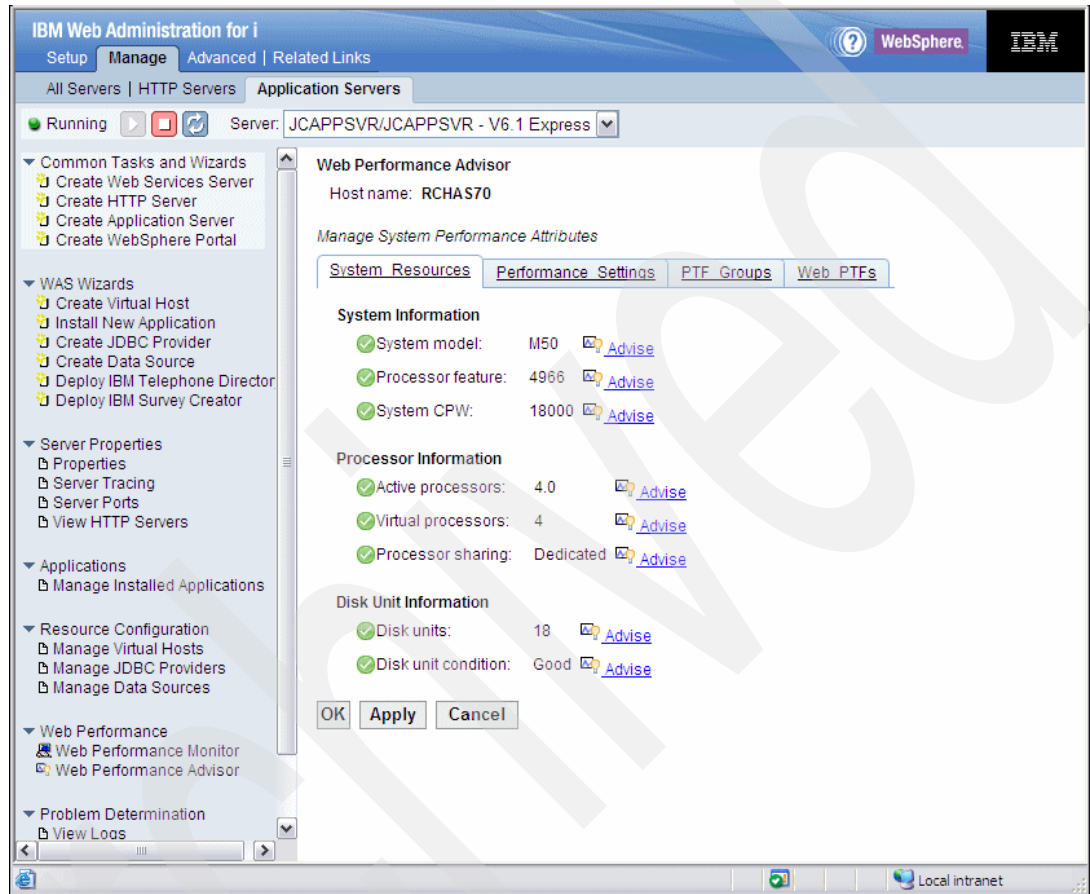 IBM Web Administration for i
Setup Manage Advanced | Related Links
WebSphere.
IBM
All Servers | HTTP Servers Application Servers
Running Server: JCAPPSVR/JCAPPSVR - V6.1 Express
Common Tasks and Wizards
Create Web Services Server
Create HTTP Server
Create Application Server
Create WebSphere Portal
WAS Wizards
Create Virtual Host
Install New Application
Create JDBC Provider
Create Data Source
Deploy IBM Telephone Director
Deploy IBM Survey Creator
Server Properties
Properties
Server Tracing
Server Ports
View HTTP Servers
Applications
Manage Installed Applications
Resource Configuration
Manage Virtual Hosts
Manage JDBC Providers
Manage Data Sources
Web Performance
Web Performance Monitor
Web Performance Advisor
Problem Determination
View Logs
Web Performance Advisor
Host name: RCHAS70
Manage System Performance Attributes
System Resources Performance Settings PTF Groups Web PTFs
System Information
System model: M50 Advise
Processor feature: 4966 Advise
System CPW: 18000 Advise
Processor Information
Active processors: 4.0 Advise
Virtual processors: 4 Advise
Processor sharing: Dedicated Advise
Disk Unit Information
Disk units: 18 Advise
Disk unit condition: Good Advise
OK Apply Cancel
Local intranet